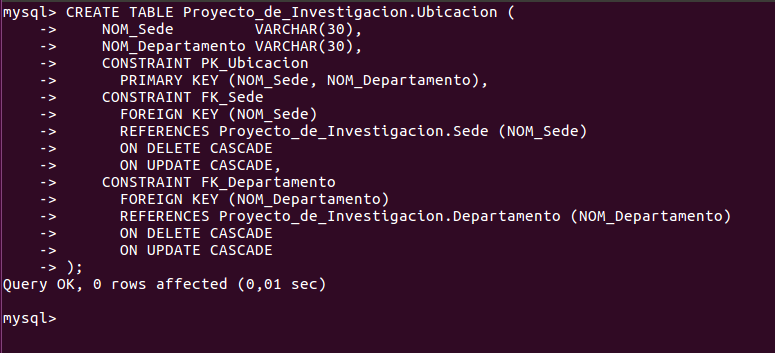 mysql> CREATE TABLE Proyecto_de_Investigacion.Ubicacion (
    ->     NOM_Sede         VARCHAR(30),
    ->     NOM_Departamento VARCHAR(30),
    ->     CONSTRAINT PK_Ubicacion
    ->       PRIMARY KEY (NOM_Sede, NOM_Departamento),
    ->     CONSTRAINT FK_Sede
    ->       FOREIGN KEY (NOM_Sede)
    ->       REFERENCES Proyecto_de_Investigacion.Sede (NOM_Sede)
    ->       ON DELETE CASCADE
    ->       ON UPDATE CASCADE,
    ->     CONSTRAINT FK_Departamento
    ->       FOREIGN KEY (NOM_Departamento)
    ->       REFERENCES Proyecto_de_Investigacion.Departamento (NOM_Departamento)
    ->       ON DELETE CASCADE
    ->       ON UPDATE CASCADE
    -> );
Query OK, 0 rows affected (0,01 sec)
mysql>